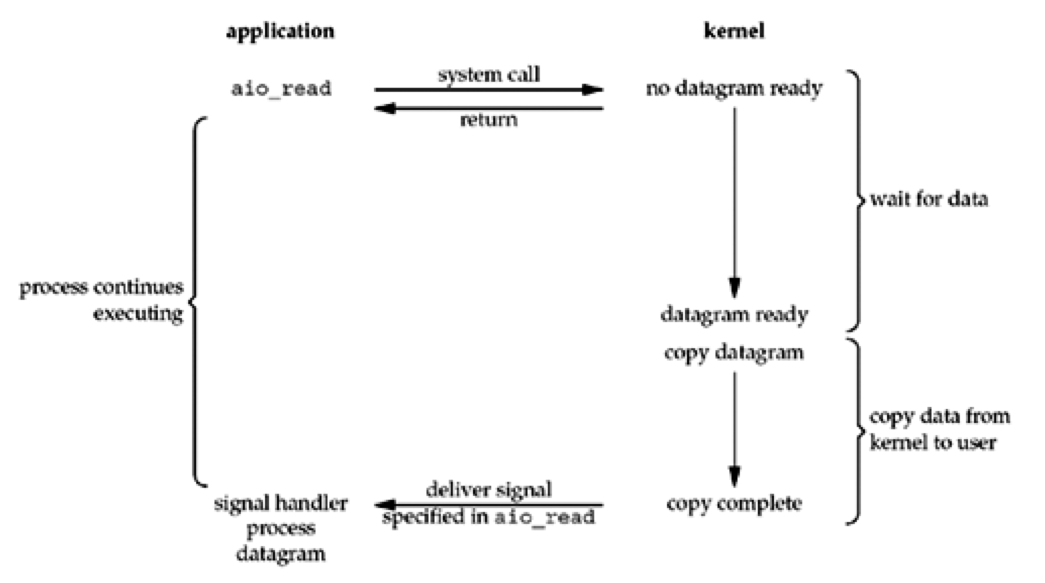 application
kernel
aio_read
system call
no datagram ready
return
wait for data
process continues
executing
datagram ready
copy datagram
copy data from
kernel to user
deliver signal
specified in aio_read
copy complete
signal handler
process
datagram